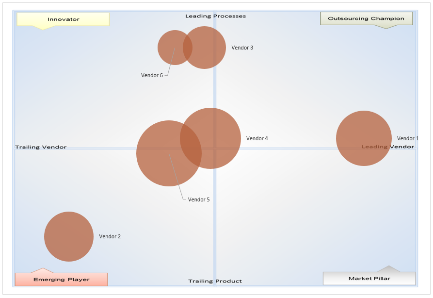 Leading Processes
Innovator
Outsourcing Champion
Vendor 3
Vendor 6
Vendor 4
Vendor 1
Trailing Vendor
Leading Vendor
Vendor 5
Vendor 2
Emerging Player
Trailing Product
Market Pillar